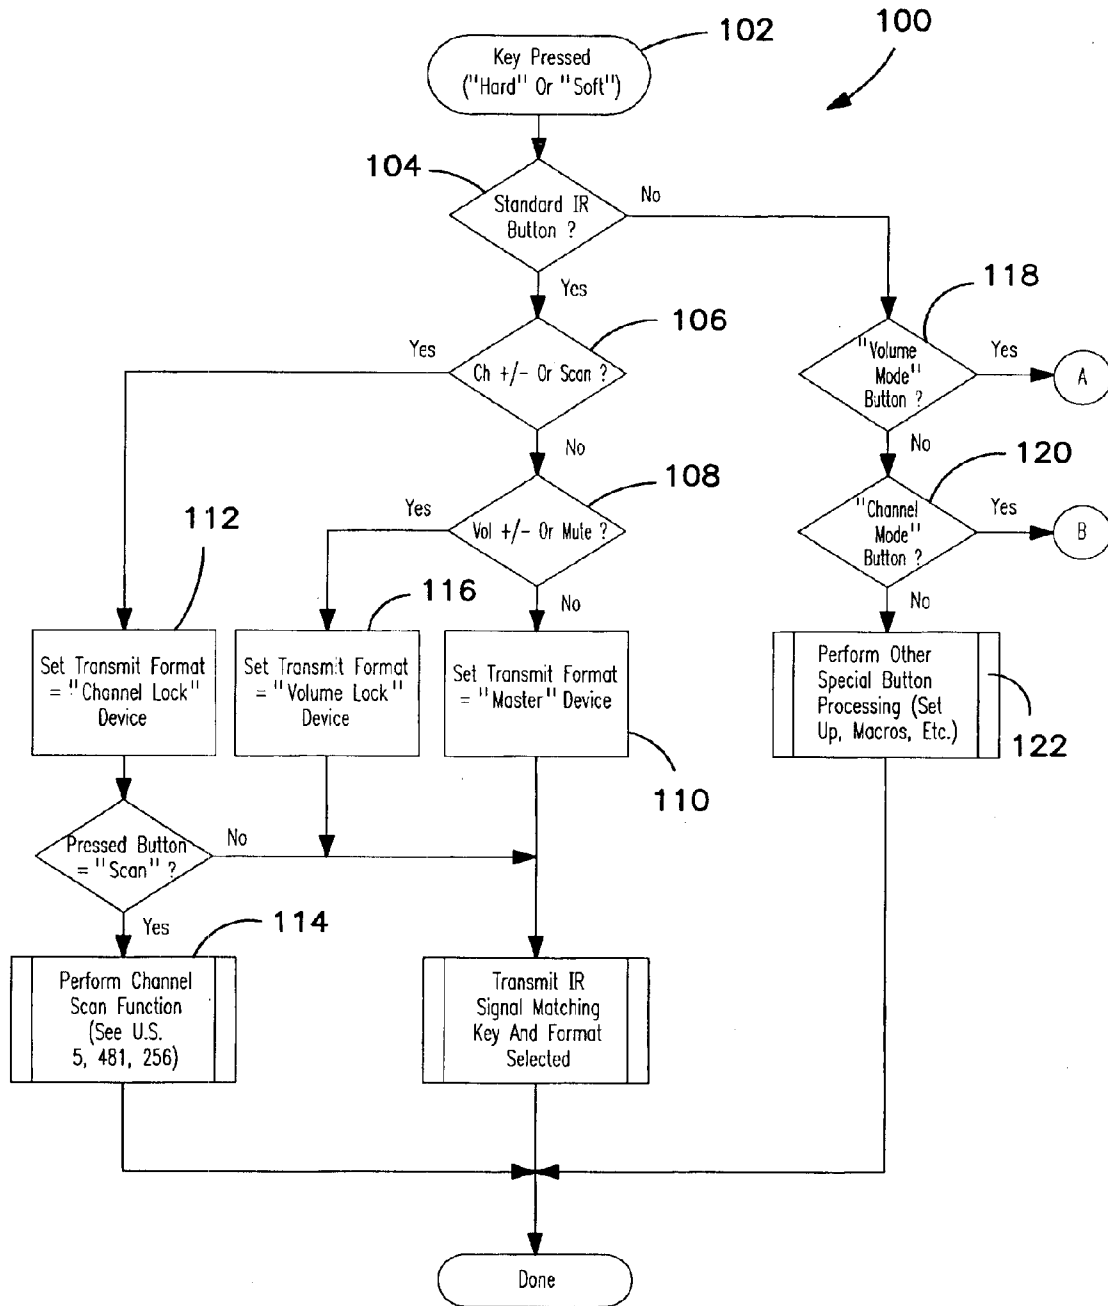 102
100
Key Pressed
("Hard" Or "Soft")
104
Standard IR
Button ?
No
Yes
118
106
Yes
Ch +/- Or Scan ?
"Volume
Mode"
Button ?
Yes
A
No
No
120
108
Yes
Vol +/- Or Mute ?
"Channel
Mode"
Button ?
Yes
B
112
116
No
No
Set Transmit Format
= "Channel Lock"
Device
Set Transmit Format
= "Volume Lock"
Device
Set Transmit Format
= "Master" Device
Perform Other
Special Button
Processing (Set
Up, Macros, Etc.)
122
110
Pressed Button
= "Scan" ?
No
Yes
114
Perform Channel
Scan Function
(See U.S.
5, 481, 256)
Transmit IR
Signal Matching
Key And Format
Selected
Done